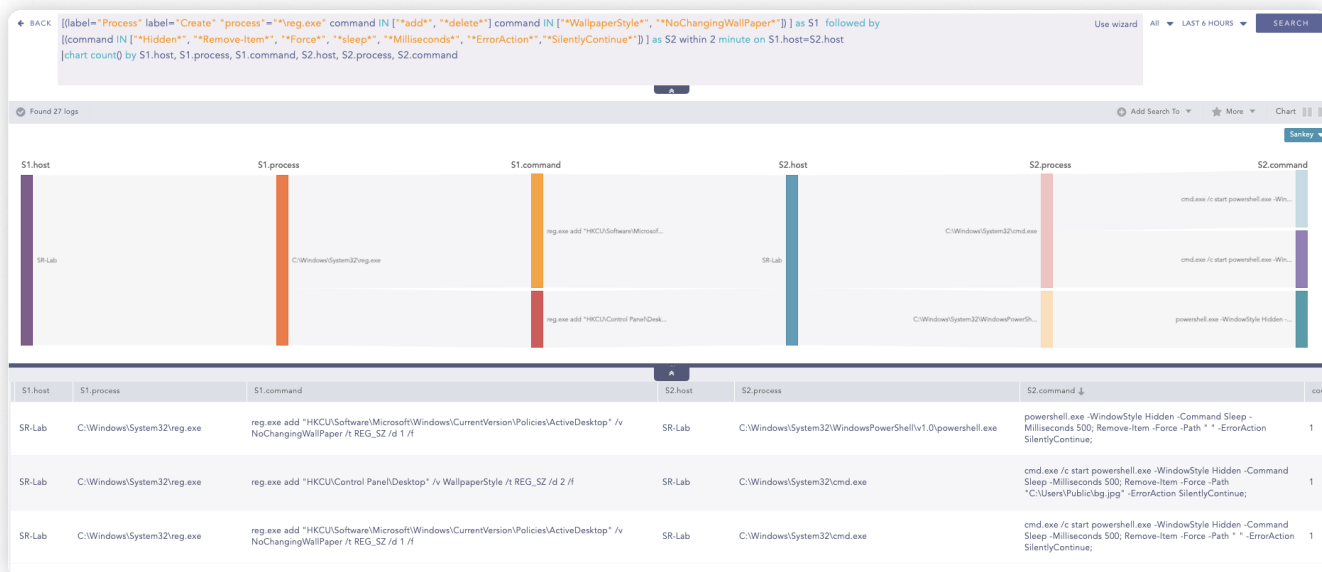 BACK
[(label="Process" label="Create" "process"="*\reg.exe" command IN ["*add*", "*delete*"] command IN ["*WallpaperStyle*", "*NoChangingWallPaper*"]) ] as S1 followed by
[(command IN ["*Hidden*", "*Remove-Item*", "*Force*", "*sleep*", "*Milliseconds*", "*ErrorAction*","*SilentlyContinue*"]) ] as S2 within 2 minute on S1.host=S2.host
|chart count() by S1.host, S1.process, S1.command, S2.host, S2.process, S2.command
Use wizard All LAST 6 HOURS SEARCH
Found 27 logs
Add Search To More Chart
Sankey
S1.host S1.process S1.command S2.host S2.process S2.command
cmd.exe /c start powershell.exe -Win...
reg.exe add "HKCU\Software\Microsof... C:\Windows\System32\cmd.exe
SR-Lab C:\Windows\System32\reg.exe SR-Lab cmd.exe /c start powershell.exe -Win...
reg.exe add "HKCU\Control Panel\Desk... C:\Windows\System32\WindowsPowerSh... powershell.exe -WindowStyle Hidden -...
S1.host S1.process S1.command S2.host S2.process S2.command
SR-Lab C:\Windows\System32\reg.exe reg.exe add "HKCU\Software\Microsoft\Windows\CurrentVersion\Policies\ActiveDesktop" /v
NoChangingWallPaper /t REG_SZ /d 1 /f
SR-Lab C:\Windows\System32\WindowsPowerShell\v1.0\powershell.exe
powershell.exe -WindowStyle Hidden -Command Sleep -
Milliseconds 500; Remove-Item -Force -Path " " -ErrorAction
SilentlyContinue;
1
SR-Lab C:\Windows\System32\reg.exe reg.exe add "HKCU\Control Panel\Desktop" /v WallpaperStyle /t REG_SZ /d 2 /f
SR-Lab C:\Windows\System32\cmd.exe
cmd.exe /c start powershell.exe -WindowStyle Hidden -Command
Sleep -Milliseconds 500; Remove-Item -Force -Path
"C:\Users\Public\bg.jpg" -ErrorAction SilentlyContinue;
1
SR-Lab C:\Windows\System32\reg.exe reg.exe add "HKCU\Software\Microsoft\Windows\CurrentVersion\Policies\ActiveDesktop" /v
NoChangingWallPaper /t REG_SZ /d 1 /f
SR-Lab C:\Windows\System32\cmd.exe
cmd.exe /c start powershell.exe -WindowStyle Hidden -Command
Sleep -Milliseconds 500; Remove-Item -Force -Path " " -ErrorAction
SilentlyContinue;
1